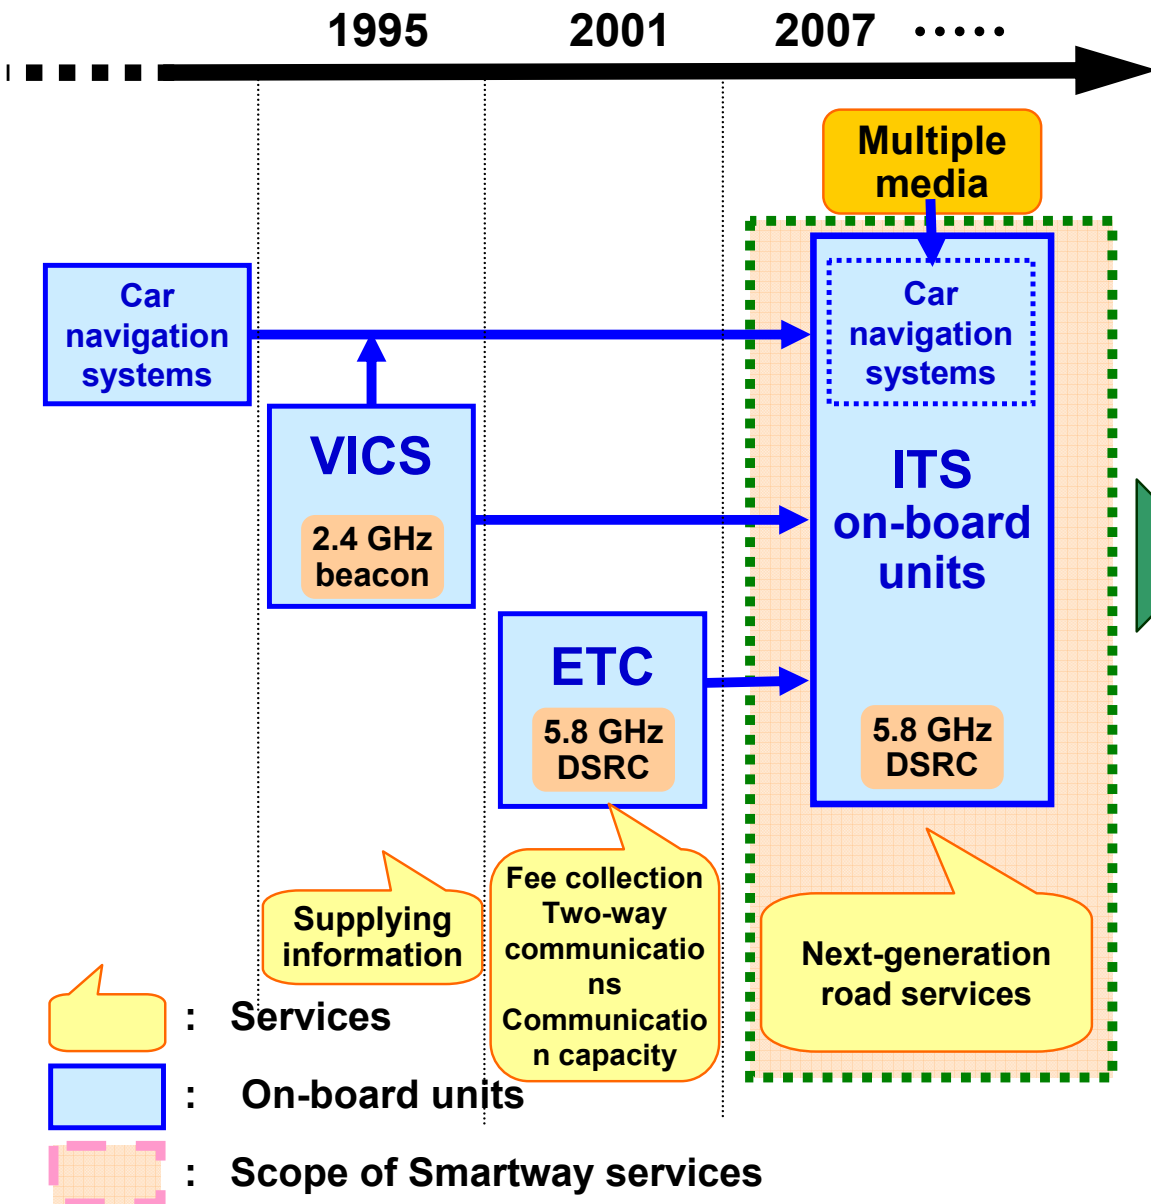 1995 2001 2007 .....
Multiple
media
Car
navigation
systems
Car
navigation
systems
VICS
2.4 GHz
beacon
ITS
on-board
units
ETC
5.8 GHz
DSRC
5.8 GHz
DSRC
Supplying
information
Fee collection
Two-way
communicatio
ns
Communicatio
n capacity
Next-generation
road services
: Services
: On-board units
: Scope of Smartway services